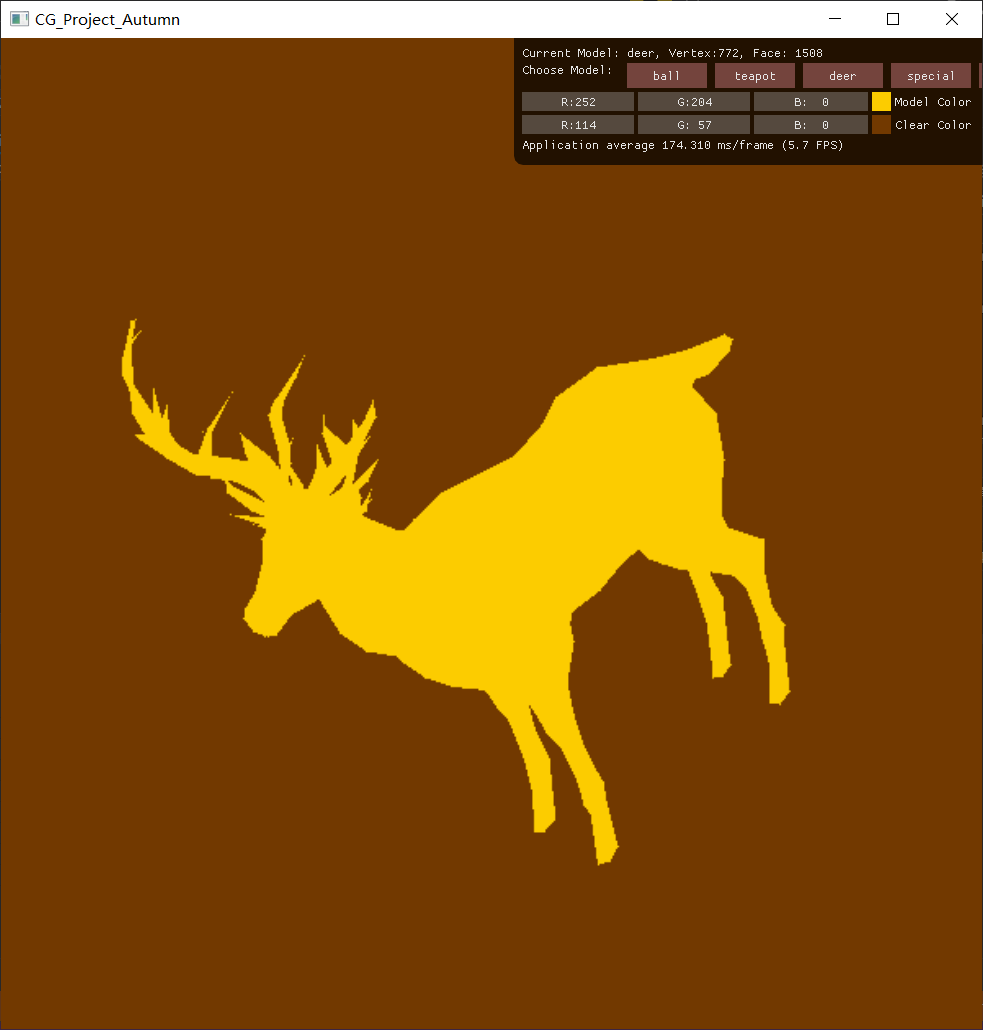 CG_Project_Autumn
Current Model: deer, Vertex:772, Face: 1508
Choose Model: ball teapot deer special
R:252 G:204 B: 0 Model Color
R:114 G: 57 B: 0 Clear Color
Application average 174.310 ms/frame (5.7 FPS)